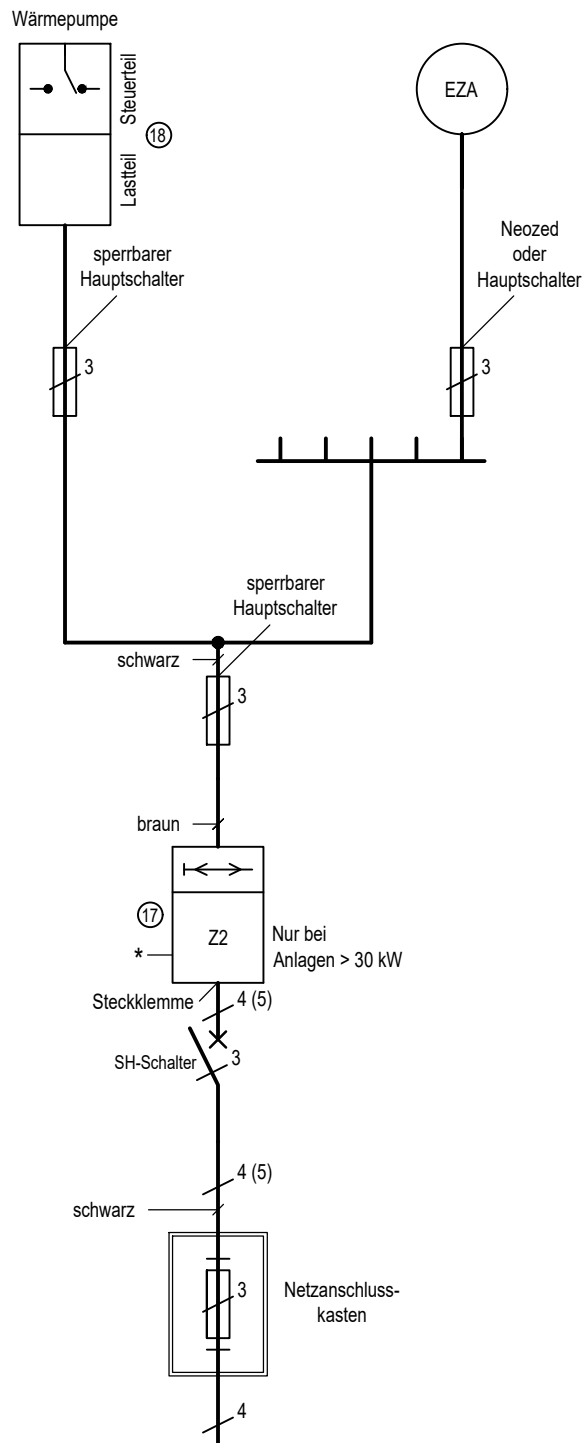 Wärmepumpe
Steuerteil
Lastteil
18
EZA
sperrbarer
Hauptschalter
3
Neozed
oder
Hauptschalter
3
sperrbarer
Hauptschalter
schwarz
3
braun
17
Z2
*
Nur bei
Anlagen > 30 kW
Steckklemme
4 (5)
SH-Schalter
3
4 (5)
schwarz
3
Netzanschluss-
kasten
4